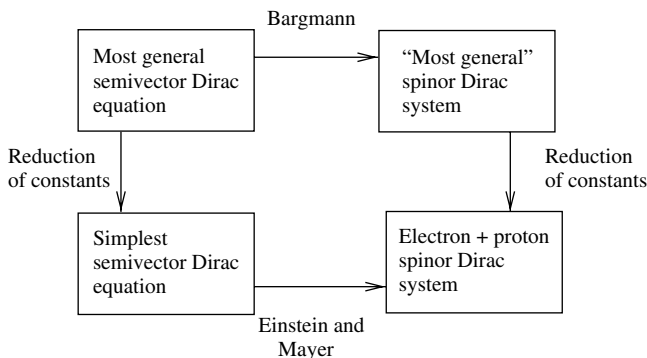 Bargmann
Most general
semivector Dirac
equation
“Most general”
spinor Dirac
system
Reduction
of constants
Reduction
of constants
Simplest
semivector Dirac
equation
Electron + proton
spinor Dirac
system
Einstein and
Mayer